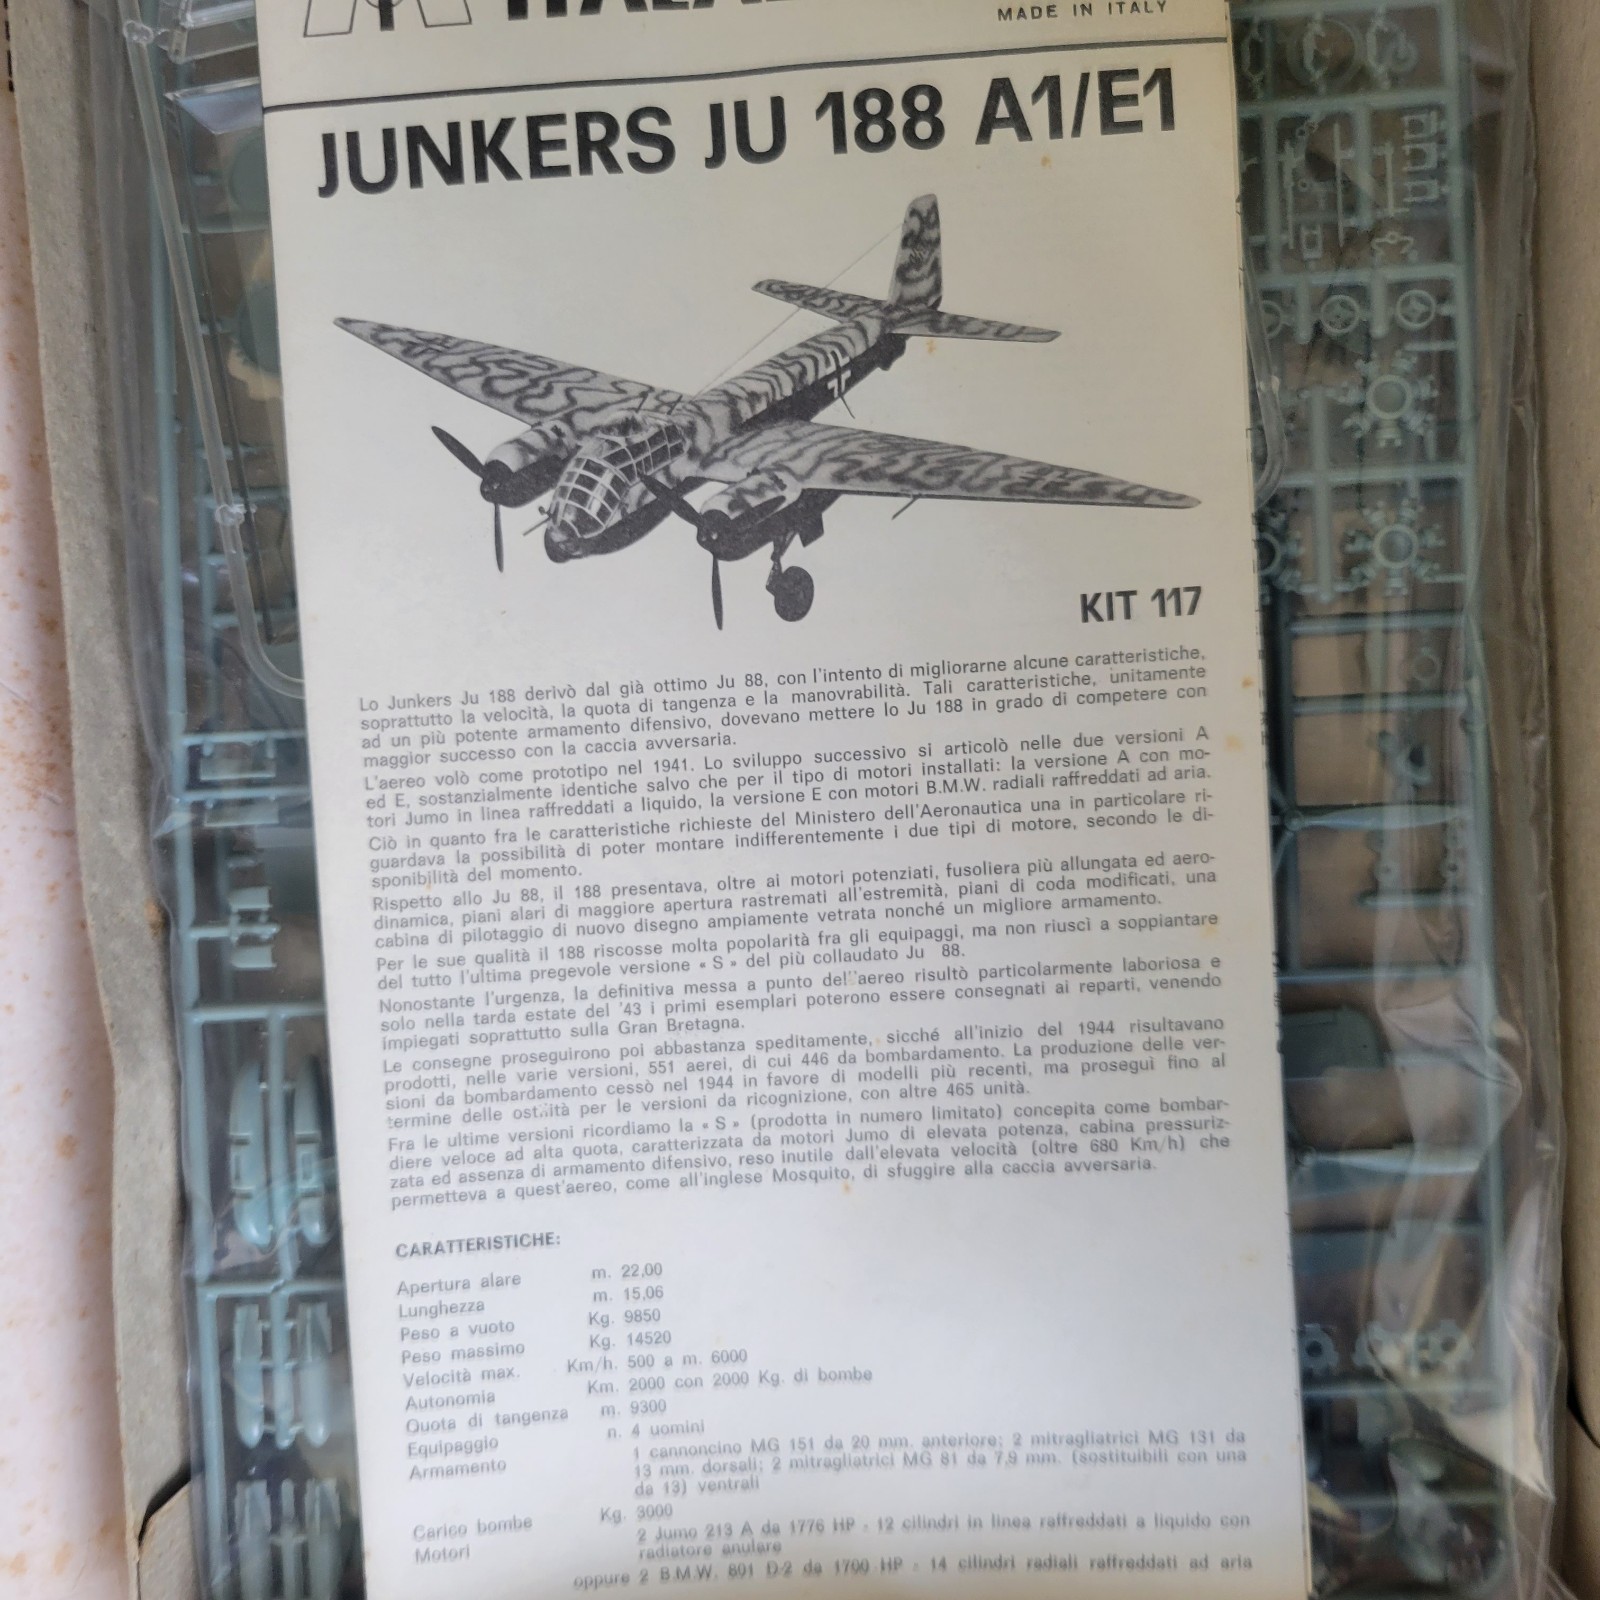 MADE IN ITALY
JUNKERS JU 188 A1/E1
KIT 117
Lo Junkers Ju 188 derivò dal già ottimo Ju 88, con l'intento di migliorarne alcune caratteristiche,
soprattutto la velocità, la quota di tangenza e la manovrabilità. Tali caratteristiche, unitamente
ad un più potente armamento difensivo, dovevano mettere lo Ju 188 in grado di competere con
maggior successo con la caccia avversaria.
L'aereo volò come prototipo nel 1941. Lo sviluppo successivo si articolò nelle due versioni A
ed E, sostanzialmente identiche salvo che per il tipo di motori installati: la versione A con mo-
tori Jumo in linea raffreddati a liquido, la versione E con motori B.M.W. radiali raffreddati ad aria.
Ciò in quanto fra le caratteristiche richieste del Ministero dell'Aeronautica una in particolare ri-
guardava la possibilità di poter montare indifferentemente i due tipi di motore, secondo le di-
sponibilità del momento.
Rispetto allo Ju 88, il 188 presentava, oltre ai motori potenziati, fusoliera più allungata ed aero-
dinamica, piani alari di maggiore apertura rastremati all'estremità, piani di coda modificati, una
cabina di pilotaggio di nuovo disegno ampiamente vetrata nonché un migliore armamento.
Per le sue qualità il 188 riscosse molta popolarità fra gli equipaggi, ma non riuscì a soppiantare
del tutto l'ultima pregevole versione « S » del più collaudato Ju 88.
Nonostante l'urgenza, la definitiva messa a punto del'aereo risultò particolarmente laboriosa e
solo nella tarda estate del '43 i primi esemplari poterono essere consegnati ai reparti, venendo
impiegati soprattutto sulla Gran Bretagna.
Le consegne proseguirono poi abbastanza speditamente, sicché all'inizio del 1944 risultavano
prodotti, nelle varie versioni, 551 aerei, di cui 446 da bombardamento. La produzione delle ver-
sioni da bombardamento cessò nel 1944 in favore di modelli più recenti, ma proseguì fino al
termine delle ostilità per le versioni da ricognizione, con altre 465 unità.
Fra le ultime versioni ricordiamo la « S » (prodotta in numero limitato) concepita come bombar-
diere veloce ad alta quota, caratterizzata da motori Jumo di elevata potenza, cabina pressuriz-
zata ed assenza di armamento difensivo, reso inutile dall'elevata velocità (oltre 680 Km/h) che
permetteva a quest'aereo, come all'inglese Mosquito, di sfuggire alla caccia avversaria.
CARATTERISTICHE:
Apertura alare m. 22,00
Lunghezza m. 15,06
Peso a vuoto Kg. 9850
Peso massimo Kg. 14520
Velocità max. Km/h. 500 a m. 6000
Autonomia Km. 2000 con 2000 Kg. di bombe
Quota di tangenza m. 9300
Equipaggio n. 4 uomini
Armamento 1 cannoncino MG 151 da 20 mm. anteriore; 2 mitragliatrici MG 131 da
13 mm. dorsali; 2 mitragliatrici MG 81 da 7,9 mm. (sostituibili con una
da 13) ventrali
Carico bombe Kg. 3000
Motori 2 Jumo 213 A da 1776 HP - 12 cilindri in linea raffreddati a liquido con
radiatore anulare
oppure 2 B.M.W. 801 D-2 da 1700 HP - 14 cilindri radiali raffreddati ad aria